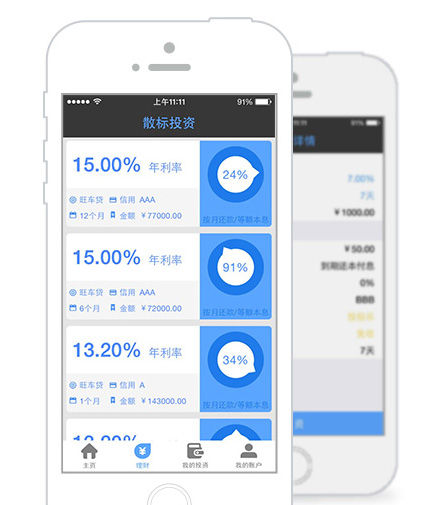 上午11:11
91%
散标投资
15.00% 年利率
旺车贷 信用 AAA
12个月 金额 ￥77000.00
24%
按月还款/等额本息
15.00% 年利率
旺车贷 信用 AAA
6个月 金额 ￥72000.00
91%
按月还款/等额本息
13.20% 年利率
旺车贷 信用 A
1个月 金额 ￥143000.00
34%
按月还款/等额本息
主页
理财
我的投资
我的账户
11:11
91%
详情
7.00%
7天
￥1000.00
￥50.00
到期还本付息
0%
BBB
7天
资